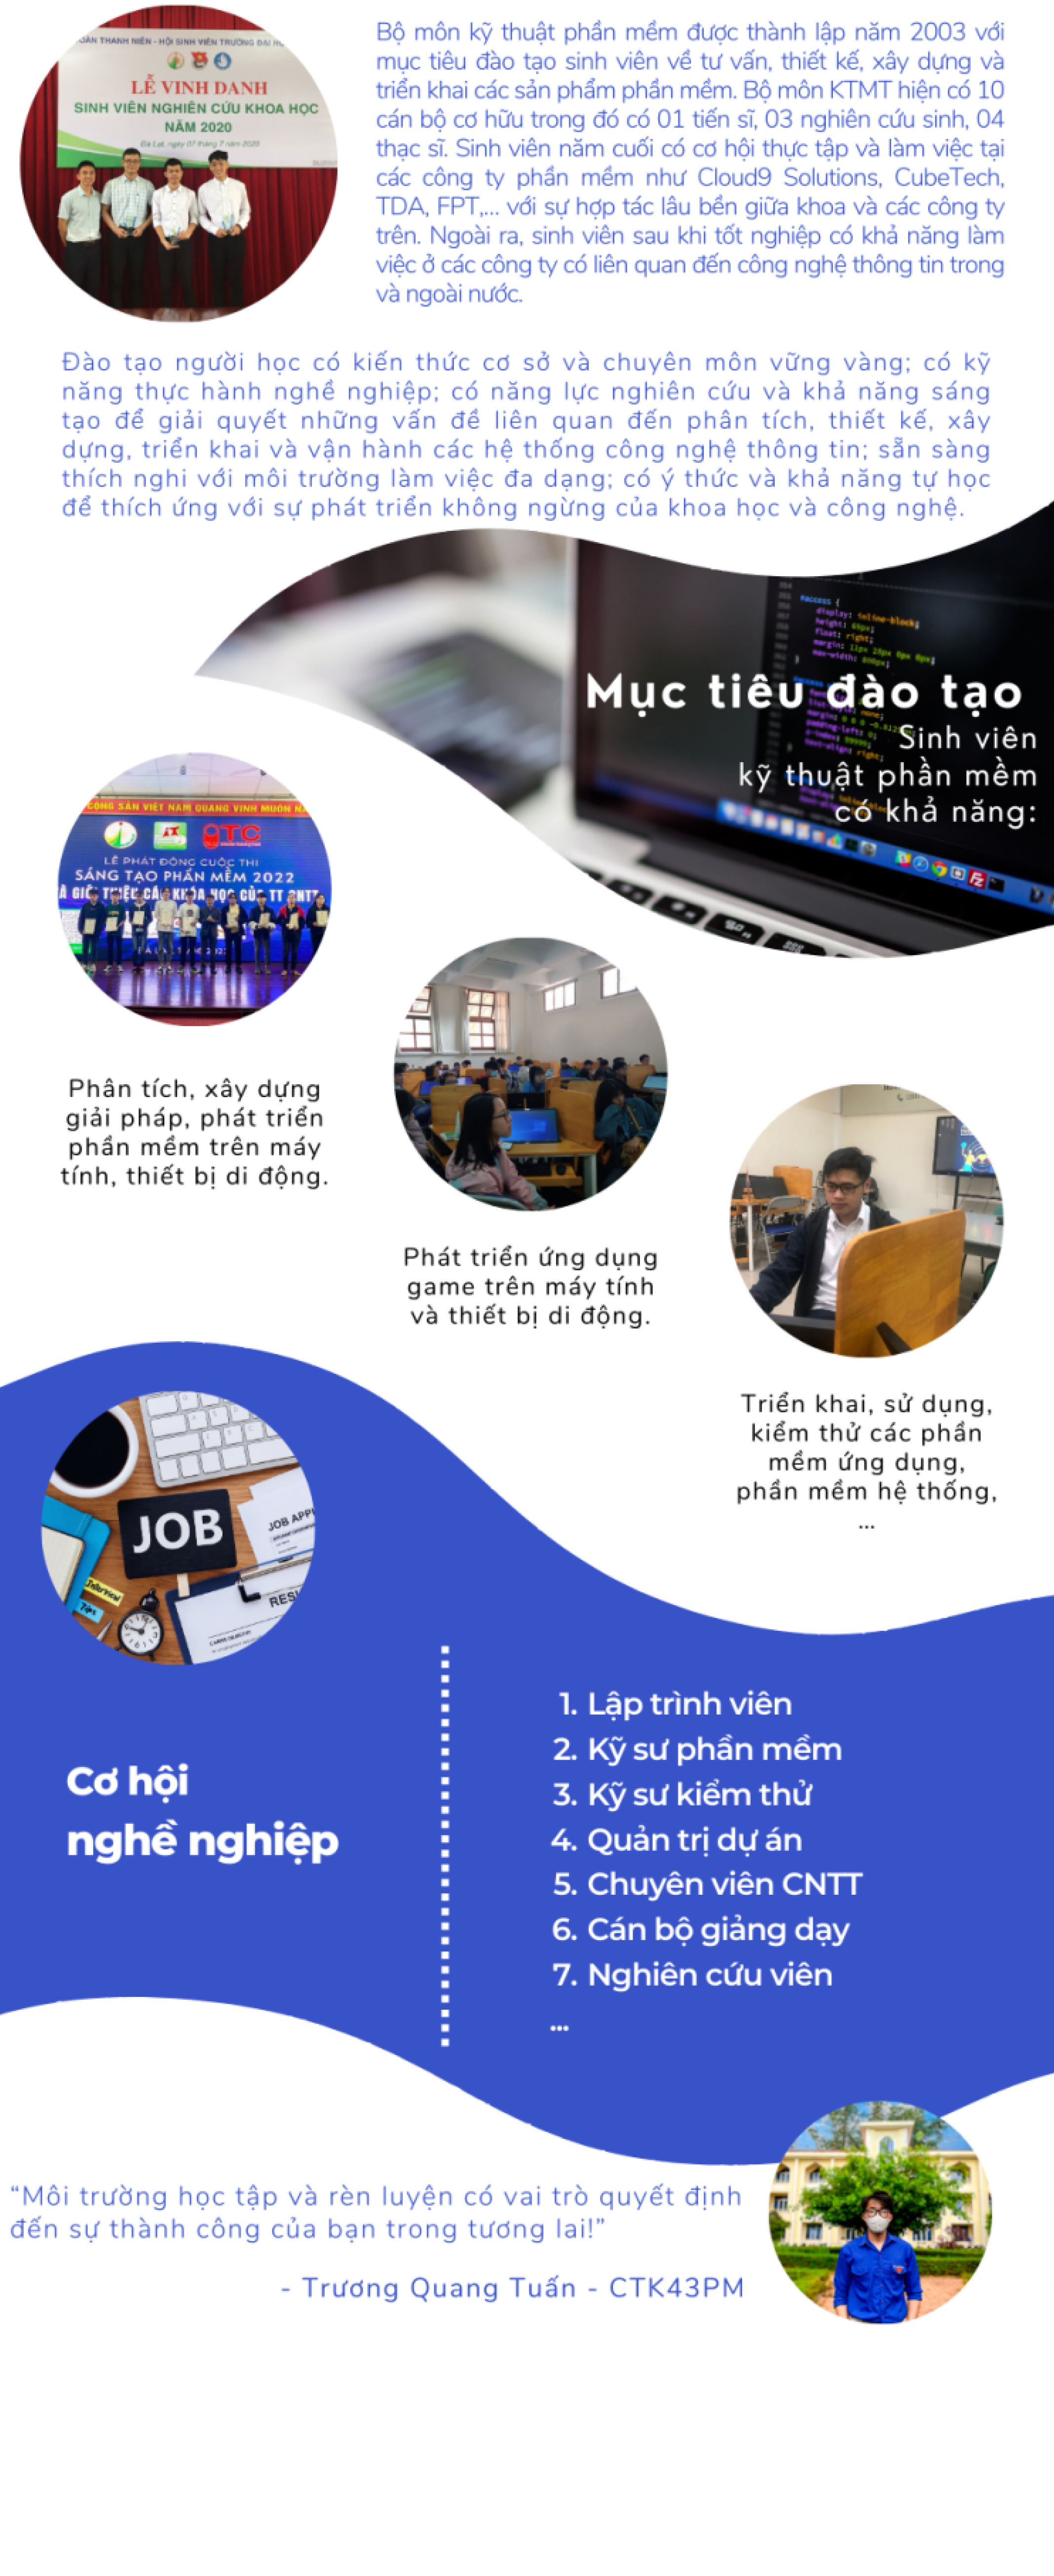 LỄ VINH DANH
SINH VIÊN NGHIÊN CỨU KHOA HỌC
NĂM 2020
Đà Lạt, ngày 07 tháng 7 năm 2020
Bộ môn kỹ thuật phần mềm được thành lập năm 2003 với
mục tiêu đào tạo sinh viên về tư vấn, thiết kế, xây dựng và
triển khai các sản phẩm phần mềm. Bộ môn KTMT hiện có 10
cán bộ cơ hữu trong đó có 01 tiến sĩ, 03 nghiên cứu sinh, 04
thạc sĩ. Sinh viên năm cuối có cơ hội thực tập và làm việc tại
các công ty phần mềm như Cloud9 Solutions, CubeTech,
TDA, FPT,... với sự hợp tác lâu bền giữa khoa và các công ty
trên. Ngoài ra, sinh viên sau khi tốt nghiệp có khả năng làm
việc ở các công ty có liên quan đến công nghệ thông tin trong
và ngoài nước.
Đào tạo người học có kiến thức cơ sở và chuyên môn vững vàng; có kỹ
năng thực hành nghề nghiệp; có năng lực nghiên cứu và khả năng sáng
tạo để giải quyết những vấn đề liên quan đến phân tích, thiết kế, xây
dựng, triển khai và vận hành các hệ thống công nghệ thông tin; sẵn sàng
thích nghi với môi trường làm việc đa dạng; có ý thức và khả năng tự học
để thích ứng với sự phát triển không ngừng của khoa học và công nghệ.
Mục tiêu đào tạo
Sinh viên
kỹ thuật phần mềm
có khả năng:
CỘNG SẢN VIỆT NAM QUANG VINH MUÔN
TC
LỄ PHÁT ĐỘNG CUỘC THI
SÁNG TẠO PHẦN MỀM 2022
Phân tích, xây dựng
giải pháp, phát triển
phần mềm trên máy
tính, thiết bị di động.
Phát triển ứng dụng
game trên máy tính
và thiết bị di động.
Triển khai, sử dụng,
kiểm thử các phần
mềm ứng dụng,
phần mềm hệ thống,
...
JOB
JOB APPL
Interview
Tips
RES
Cơ hội
nghề nghiệp
1. Lập trình viên
2. Kỹ sư phần mềm
3. Kỹ sư kiểm thử
4. Quản trị dự án
5. Chuyên viên CNTT
6. Cán bộ giảng dạy
7. Nghiên cứu viên
...
“Môi trường học tập và rèn luyện có vai trò quyết định
đến sự thành công của bạn trong tương lai!”
- Trương Quang Tuấn - CTK43PM